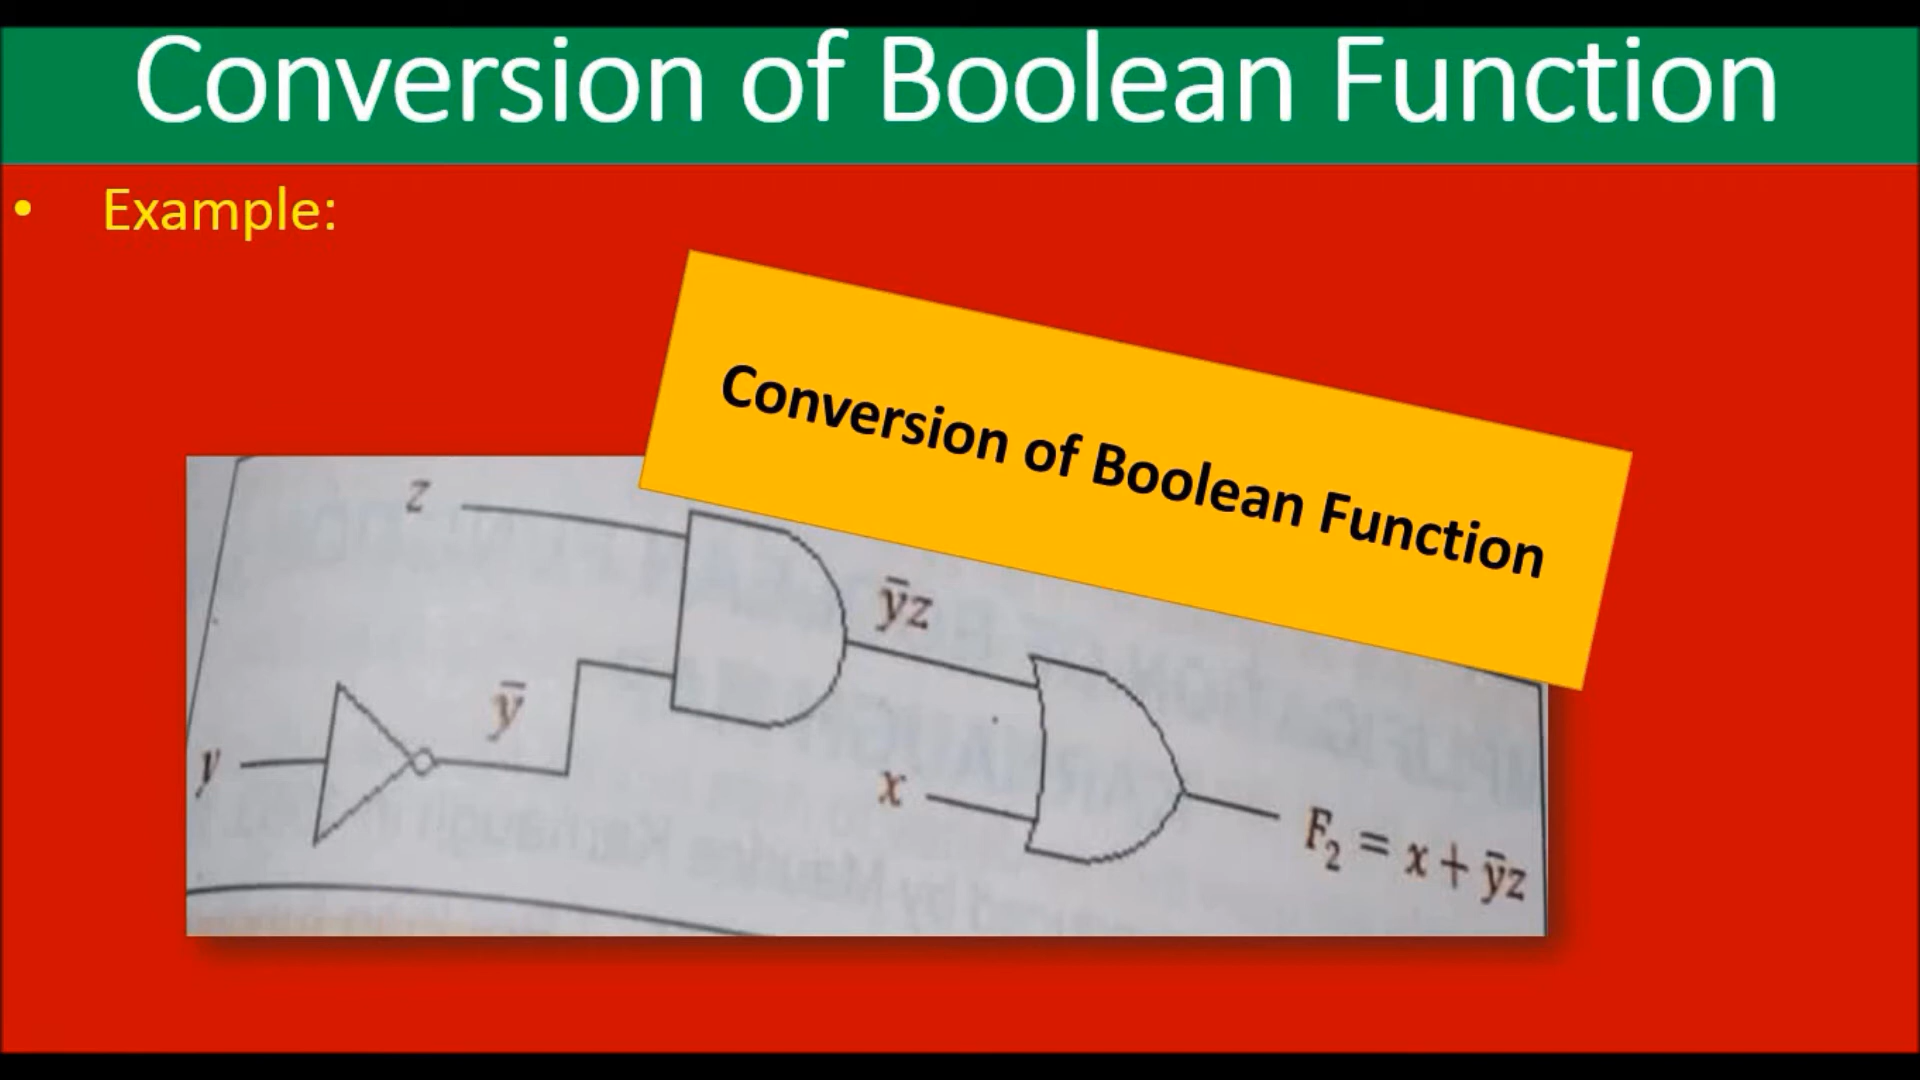 Conversion of Boolean Function
• Example:
Conversion of Boolean Function
z
ȳz
ȳ
y
x
F₂ = x + ȳz